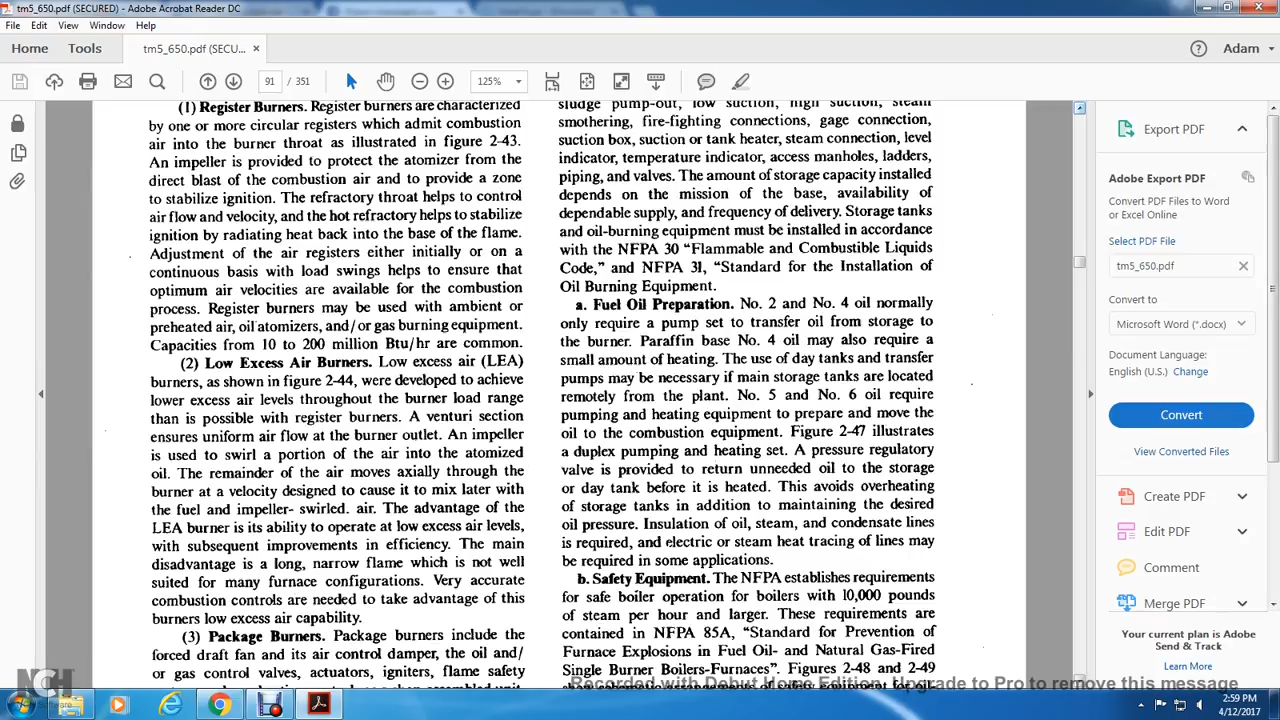 tm5_650.pdf (SECURED) - Adobe Acrobat Reader DC
File Edit View Window Help
Home Tools tm5_650.pdf (SECU... × Adam
91 / 351 125%
(1) Register Burners. Register burners are characterized
by one or more circular registers which admit combustion
air into the burner throat as illustrated in figure 2-43.
An impeller is provided to protect the atomizer from the
direct blast of the combustion air and to provide a zone
to stabilize ignition. The refractory throat helps to control
air flow and velocity, and the hot refractory helps to stabilize
ignition by radiating heat back into the base of the flame.
Adjustment of the air registers either initially or on a
continuous basis with load swings helps to ensure that
optimum air velocities are available for the combustion
process. Register burners may be used with ambient or
preheated air, oil atomizers, and/or gas burning equipment.
Capacities from 10 to 200 million Btu/hr are common.
(2) Low Excess Air Burners. Low excess air (LEA)
burners, as shown in figure 2-44, were developed to achieve
lower excess air levels throughout the burner load range
than is possible with register burners. A venturi section
ensures uniform air flow at the burner outlet. An impeller
is used to swirl a portion of the air into the atomized
oil. The remainder of the air moves axially through the
burner at a velocity designed to cause it to mix later with
the fuel and impeller- swirled. air. The advantage of the
LEA burner is its ability to operate at low excess air levels,
with subsequent improvements in efficiency. The main
disadvantage is a long, narrow flame which is not well
suited for many furnace configurations. Very accurate
combustion controls are needed to take advantage of this
burners low excess air capability.
(3) Package Burners. Package burners include the
forced draft fan and its air control damper, the oil and/
or gas control valves, actuators, igniters, flame safety
sludge pump-out, low suction, high suction, steam
smothering, fire-fighting connections, gage connection,
suction box, suction or tank heater, steam connection, level
indicator, temperature indicator, access manholes, ladders,
piping, and valves. The amount of storage capacity installed
depends on the mission of the base, availability of
dependable supply, and frequency of delivery. Storage tanks
and oil-burning equipment must be installed in accordance
with the NFPA 30 “Flammable and Combustible Liquids
Code,” and NFPA 31, “Standard for the Installation of
Oil Burning Equipment.
a. Fuel Oil Preparation. No. 2 and No. 4 oil normally
only require a pump set to transfer oil from storage to
the burner. Paraffin base No. 4 oil may also require a
small amount of heating. The use of day tanks and transfer
pumps may be necessary if main storage tanks are located
remotely from the plant. No. 5 and No. 6 oil require
pumping and heating equipment to prepare and move the
oil to the combustion equipment. Figure 2-47 illustrates
a duplex pumping and heating set. A pressure regulatory
valve is provided to return unneeded oil to the storage
or day tank before it is heated. This avoids overheating
of storage tanks in addition to maintaining the desired
oil pressure. Insulation of oil, steam, and condensate lines
is required, and electric or steam heat tracing of lines may
be required in some applications.
b. Safety Equipment. The NFPA establishes requirements
for safe boiler operation for boilers with 10,000 pounds
of steam per hour and larger. These requirements are
contained in NFPA 85A, “Standard for Prevention of
Furnace Explosions in Fuel Oil- and Natural Gas-Fired
Single Burner Boilers-Furnaces”. Figures 2-48 and 2-49
Export PDF
Adobe Export PDF
Convert PDF Files to Word
or Excel Online
Select PDF File
tm5_650.pdf
Convert to
Microsoft Word (*.docx)
Document Language:
English (U.S.) Change
Convert
View Converted Files
Create PDF
Edit PDF
Comment
Merge PDF
Your current plan is Adobe
Send & Track
Learn More
NCH
Software
Recorded with Debut Home Edition. Upgrade to Pro to remove this message
2:59 PM
4/12/2017